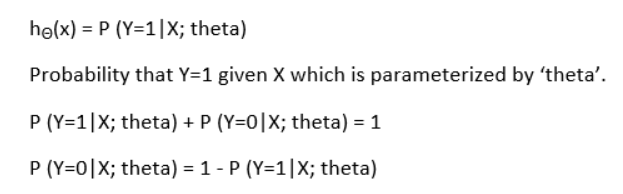 hΘ(x) = P (Y=1|X; theta)
Probability that Y=1 given X which is parameterized by ‘theta’.
P (Y=1|X; theta) + P (Y=0|X; theta) = 1
P (Y=0|X; theta) = 1 - P (Y=1|X; theta)